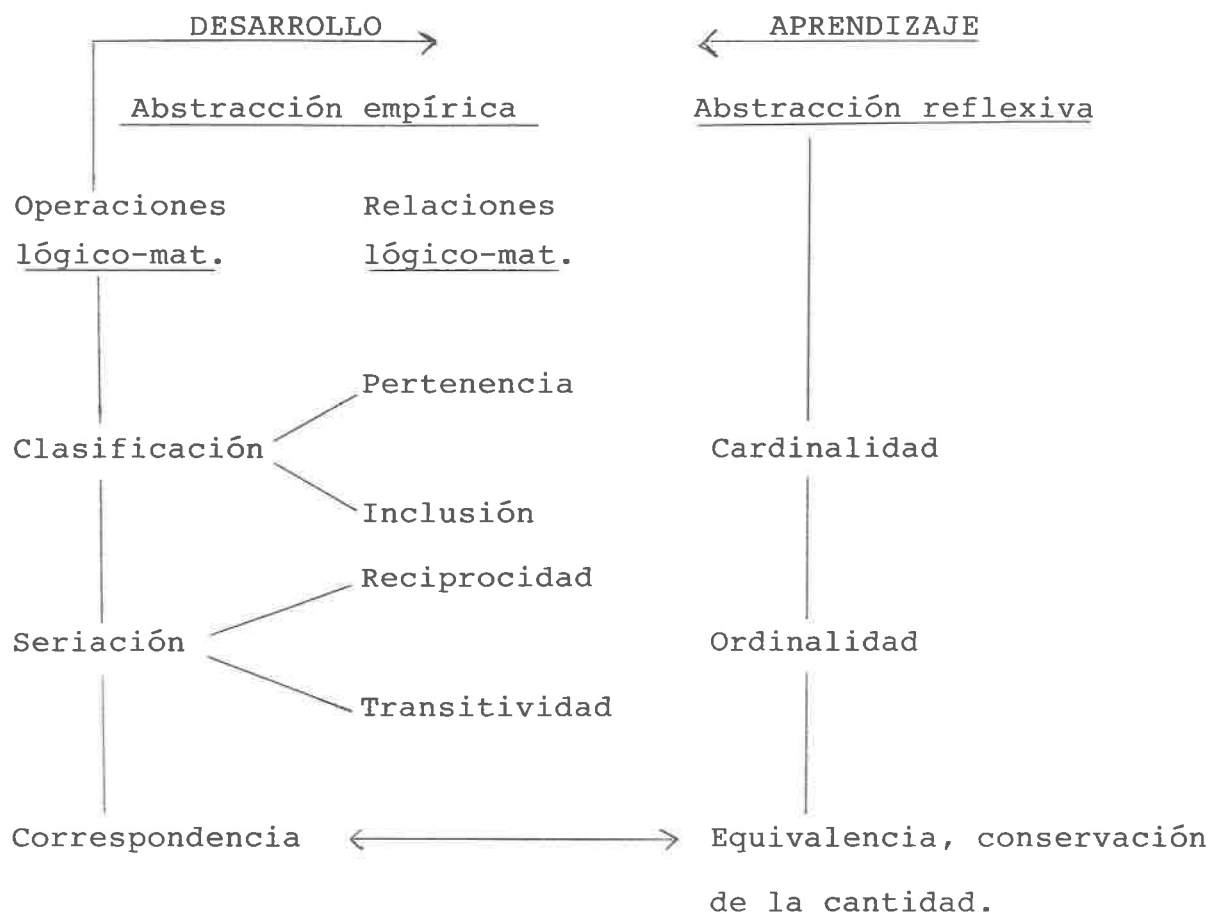 DESARROLLO APRENDIZAJE
Abstracción empírica Abstracción reflexiva
Operaciones Relaciones
lógico-mat. lógico-mat.
Pertenencia
Clasificación Cardinalidad
Inclusión
Reciprocidad
Seriación Ordinalidad
Transitividad
Correspondencia Equivalencia, conservación
de la cantidad.